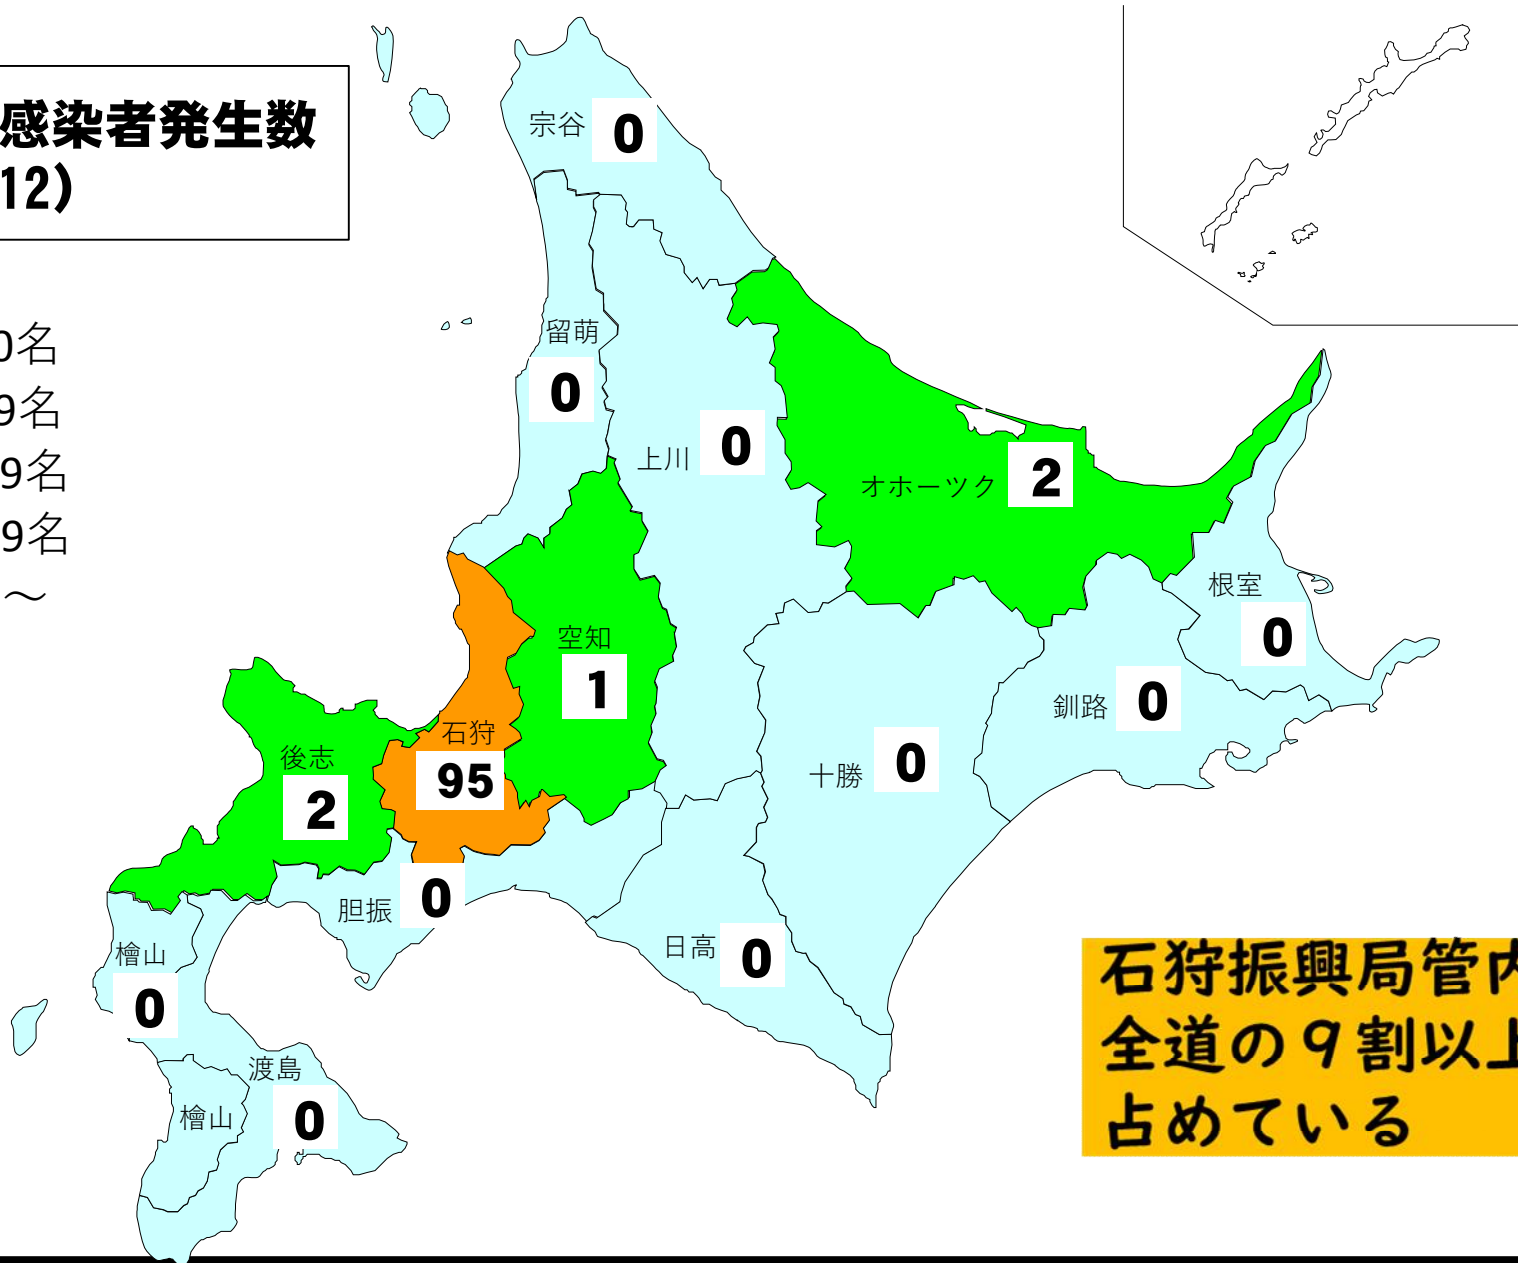 感染者発生数
12)
0名
9名
9名
9名
～
宗谷 0
留萌
0
上川 0
オホーツク 2
根室
0
空知
1
釧路 0
石狩
95
後志
2
十勝 0
胆振 0
日高 0
檜山
0
渡島
0
檜山
石狩振興局管内
全道の9割以上
占めている